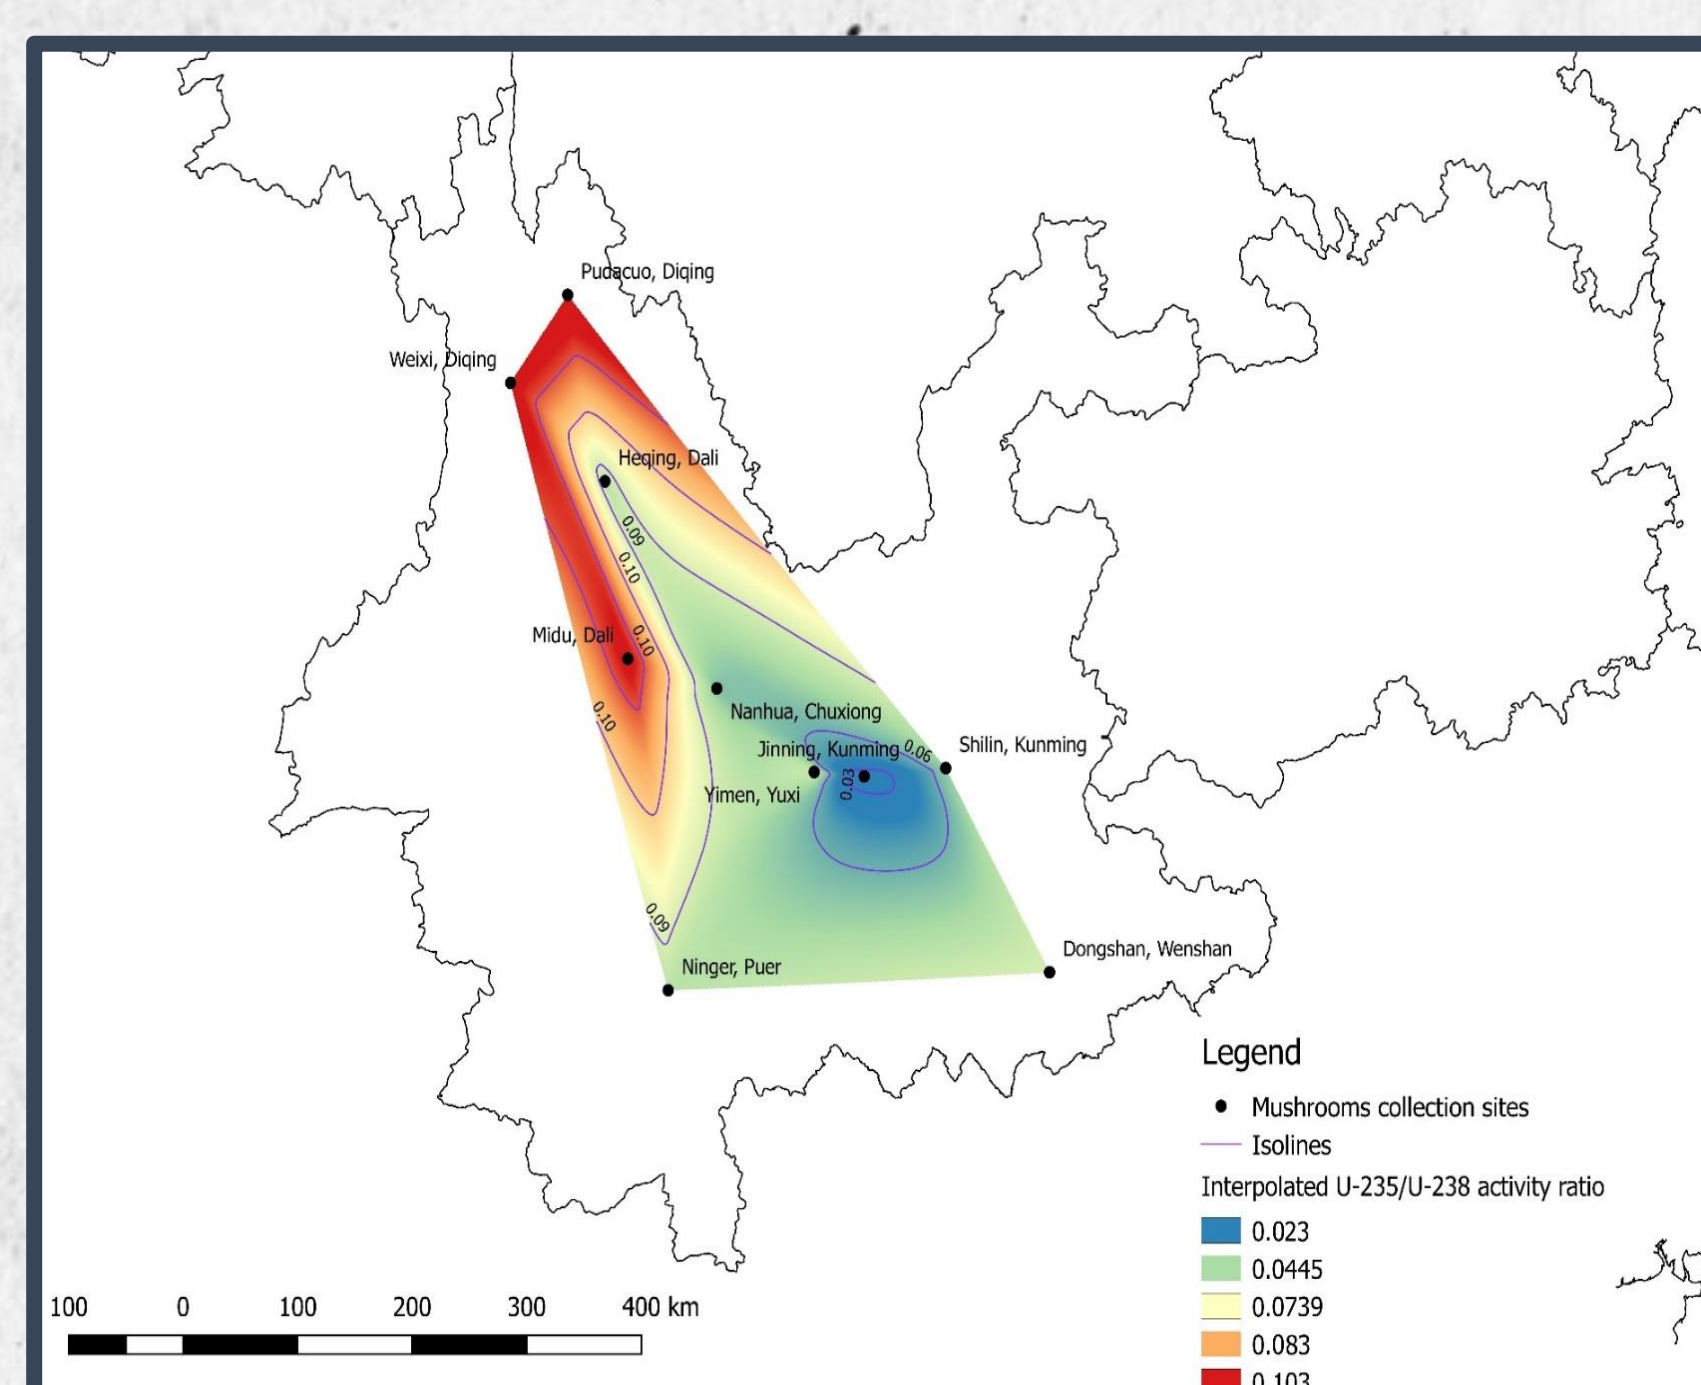 Pudacuo, Diqing
Weixi, Diqing
Heqing, Dali
0.09
0.10
0.10
Midu, Dali
0.10
Nanhua, Chuxiong
Jinning, Kunming
0.06
Shilin, Kunming
0.03
Yimen, Yuxi
0.09
Dongshan, Wenshan
Ninger, Puer
Legend
Mushrooms collection sites
Isolines
Interpolated U-235/U-238 activity ratio
0.023
0.0445
0.0739
0.083
0.103
100 0 100 200 300 400 km